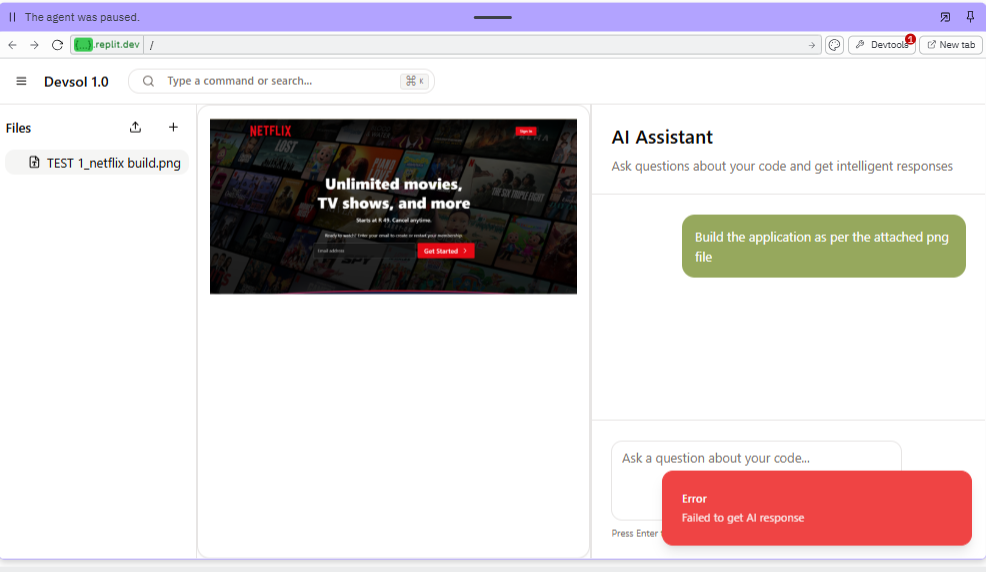 The agent was paused.
{...}.replit.dev /
Devtools
1
New tab
Devsol 1.0
Type a command or search...
⌘ K
Files
TEST 1_netflix build.png
NETFLIX
Sign In
Unlimited movies,
TV shows, and more
Starts at ₹ 49. Cancel anytime.
Ready to watch? Enter your email to create or restart your membership.
Email address
Get Started
AI Assistant
Ask questions about your code and get intelligent responses
Build the application as per the attached png
file
Ask a question about your code...
Press Enter
Error
Failed to get AI response